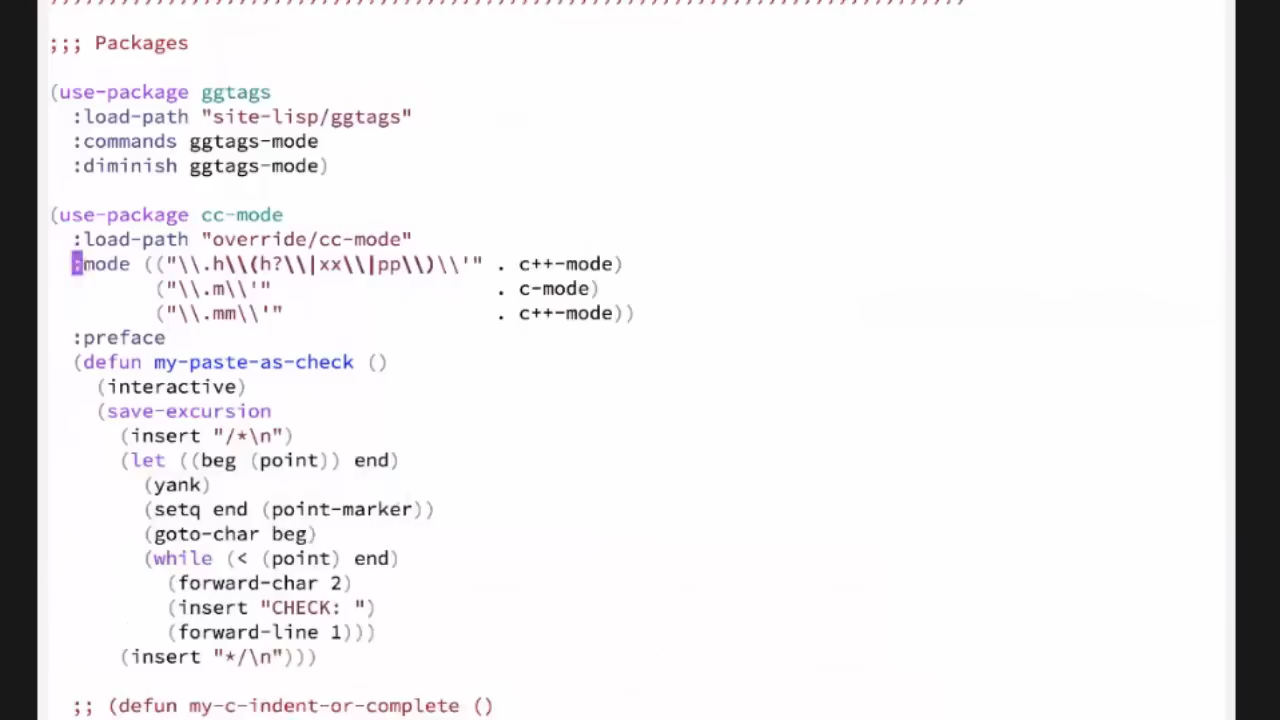 ;;; Packages
(use-package ggtags
  :load-path "site-lisp/ggtags"
  :commands ggtags-mode
  :diminish ggtags-mode)
(use-package cc-mode
  :load-path "override/cc-mode"
  :mode (("\\.h\\(h?\\|xx\\|pp\\)\\'" . c++-mode)
         ("\\.m\\'"                   . c-mode)
         ("\\.mm\\'"                  . c++-mode))
  :preface
  (defun my-paste-as-check ()
    (interactive)
    (save-excursion
      (insert "/*\n")
      (let ((beg (point)) end)
        (yank)
        (setq end (point-marker))
        (goto-char beg)
        (while (< (point) end)
          (forward-char 2)
          (insert "CHECK: ")
          (forward-line 1)))
      (insert "*/\n")))
  ;; (defun my-c-indent-or-complete ()